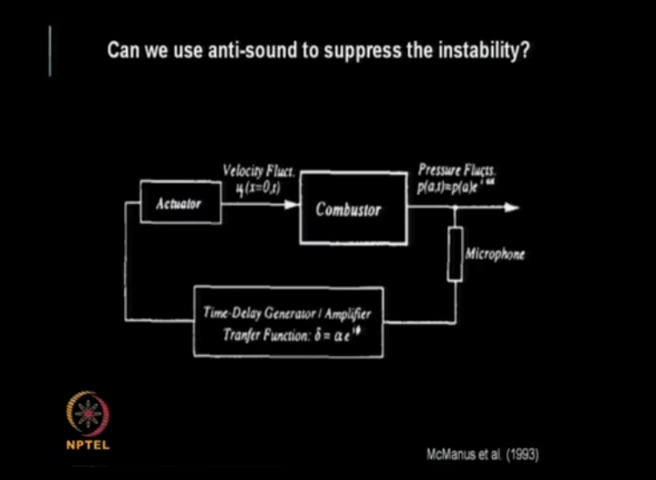 Can we use anti-sound to suppress the instability?
Velocity Fluct.
Pressure Flucts.
Actuator
Combustor
Microphone
Time-Delay Generator / Amplifier
Tranfer Function: δ = αe^iϕ
NPTEL
McManus et al. (1993)